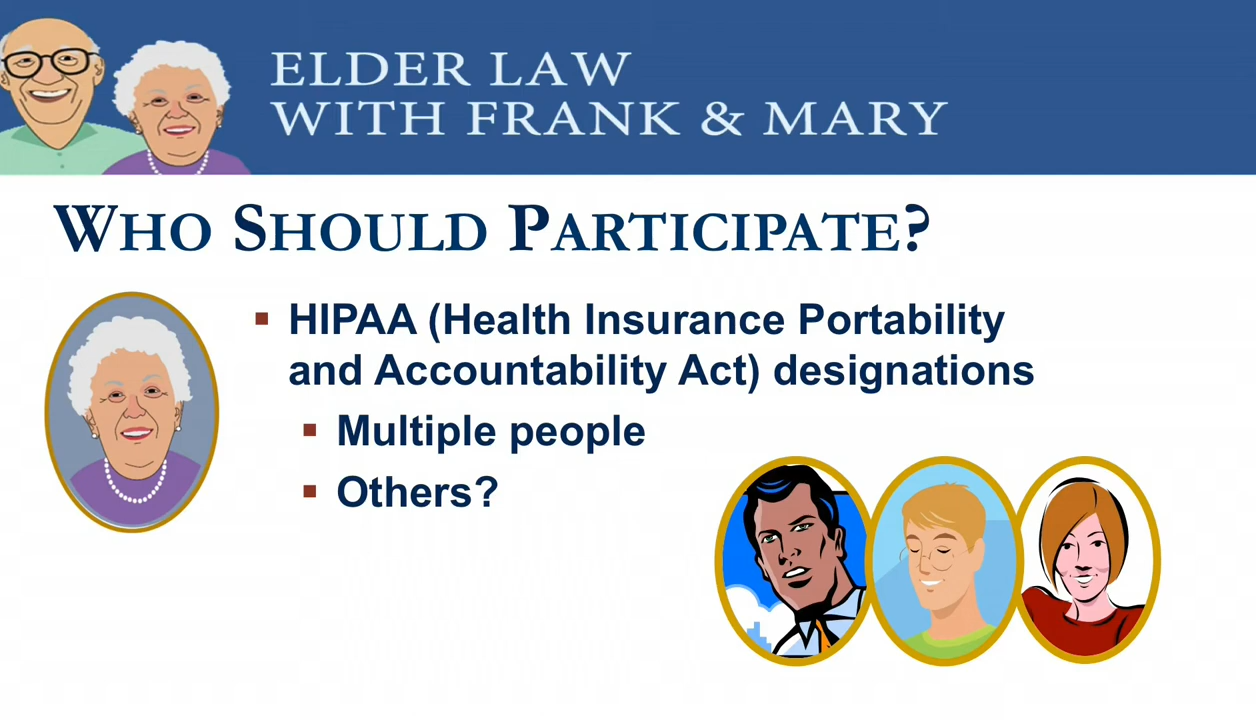 ELDER LAW
WITH FRANK & MARY
WHO SHOULD PARTICIPATE?
▪ HIPAA (Health Insurance Portability
and Accountability Act) designations
▪ Multiple people
▪ Others?